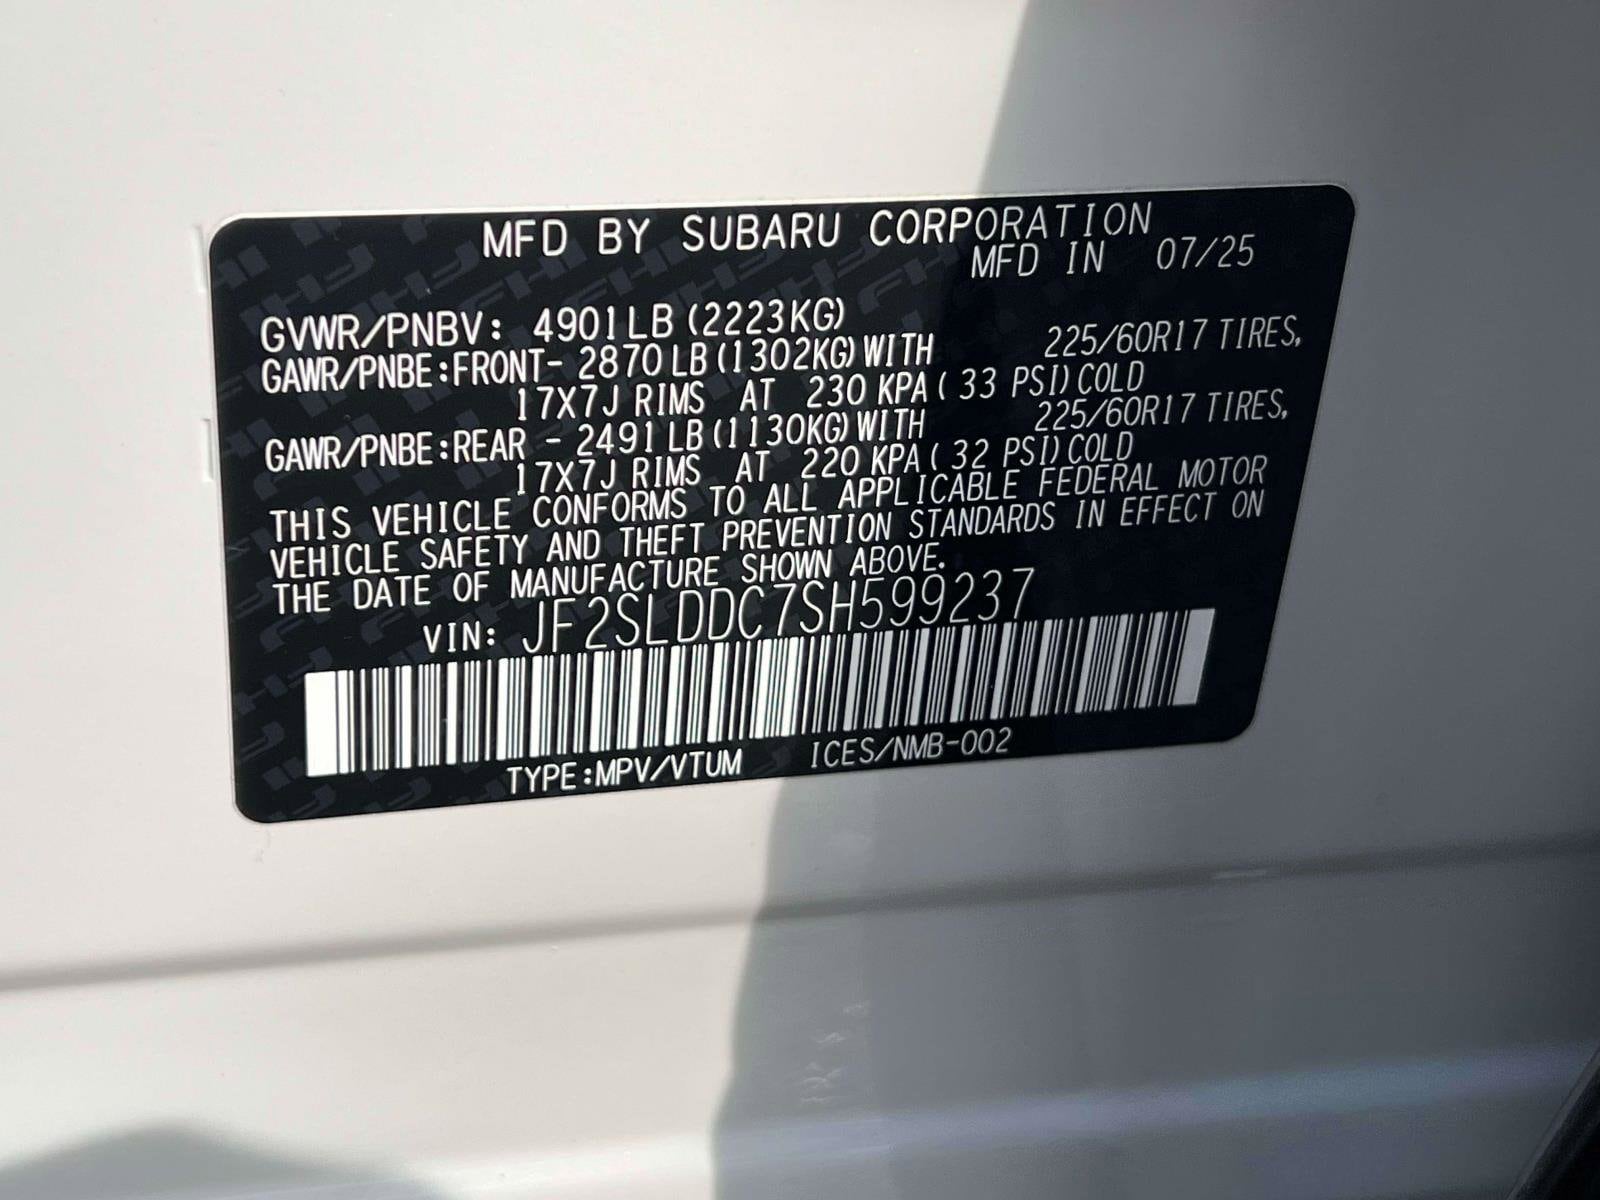 MFD BY SUBARU CORPORATION
MFD IN 07/25
GVWR/PNBV: 4901LB(2223KG)
GAWR/PNBE:FRONT- 2870LB(1302KG)WITH 225/60R17 TIRES,
17X7J RIMS AT 230 KPA( 33 PSI)COLD
GAWR/PNBE:REAR - 2491LB(1130KG)WITH 225/60R17 TIRES,
17X7J RIMS AT 220 KPA( 32 PSI)COLD
THIS VEHICLE CONFORMS TO ALL APPLICABLE FEDERAL MOTOR
VEHICLE SAFETY AND THEFT PREVENTION STANDARDS IN EFFECT ON
THE DATE OF MANUFACTURE SHOWN ABOVE.
VIN: JF2SLDDC7SH599237
TYPE:MPV/VTUM ICES/NMB-002